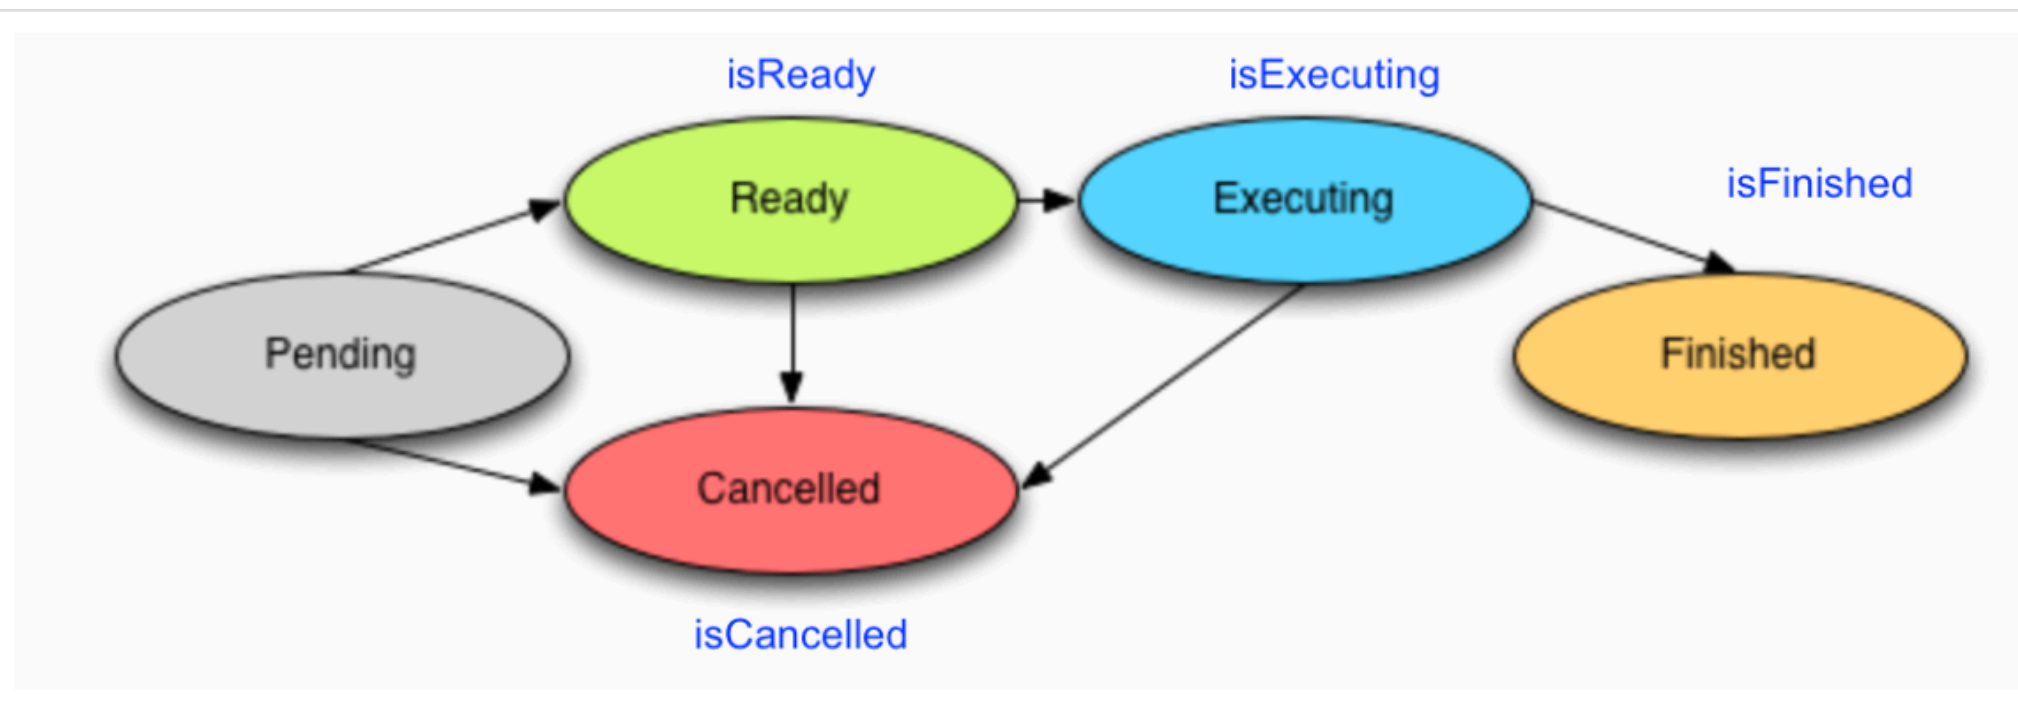 isReady
isExecuting
isFinished
Ready
Executing
Pending
Finished
Cancelled
isCancelled